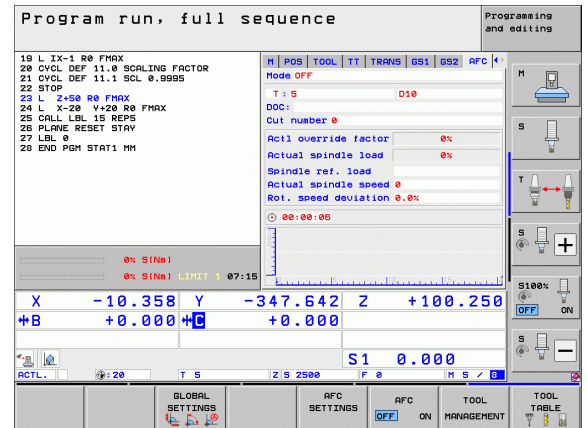 Program run, full sequence
Programming
and editing
19 L IX-1 R0 FMAX
20 CYCL DEF 11.0 SCALING FACTOR
21 CYCL DEF 11.1 SCL 0.9995
22 STOP
23 L Z+50 R0 FMAX
24 L X-20 Y+20 R0 FMAX
25 CALL LBL 15 REP5
26 PLANE RESET STAY
27 LBL 0
28 END PGM STAT1 MM
M POS TOOL TT TRANS GS1 GS2 AFC
Mode OFF
T : 5 D10
DOC:
Cut number 0
Actl override factor 0%
Actual spindle load 0%
Spindle ref. load
Actual spindle speed 0
Rot. speed deviation 0.0%
00:00:06
0% S[Nm]
0% S[Nm] LIMIT 1 07:15
X -10.358 Y -347.642 Z +100.250
B +0.000 C +0.000
S1 0.000
ACTL. : 20 T 5 Z S 2500 F 0 M 5 / 8
M
S
T
S
S100%
OFF ON
S
GLOBAL
SETTINGS
AFC
SETTINGS
AFC
OFF ON
TOOL
MANAGEMENT
TOOL
TABLE